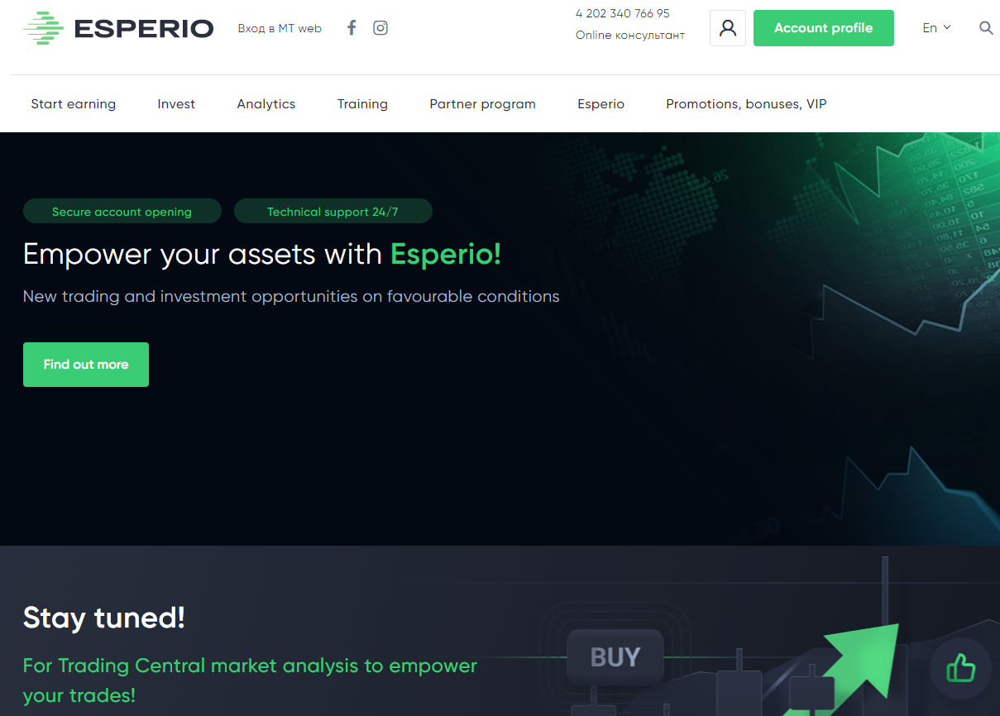 ESPERIO
Вход в MT web
4 202 340 766 95
Online консультант
Account profile
En
Start earning
Invest
Analytics
Training
Partner program
Esperio
Promotions, bonuses, VIP
Secure account opening
Technical support 24/7
Empower your assets with Esperio!
New trading and investment opportunities on favourable conditions
Find out more
Stay tuned!
For Trading Central market analysis to empower
your trades!
BUY